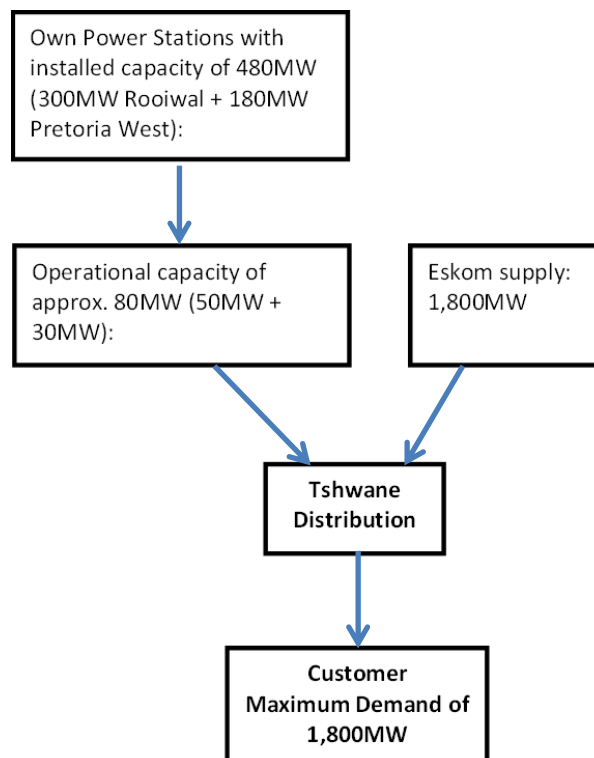 Own Power Stations with
installed capacity of 480MW
(300MW Rooiwal + 180MW
Pretoria West):
Operational capacity of
approx. 80MW (50MW +
30MW):
Eskom supply:
1,800MW
Tshwane
Distribution
Customer
Maximum Demand of
1,800MW